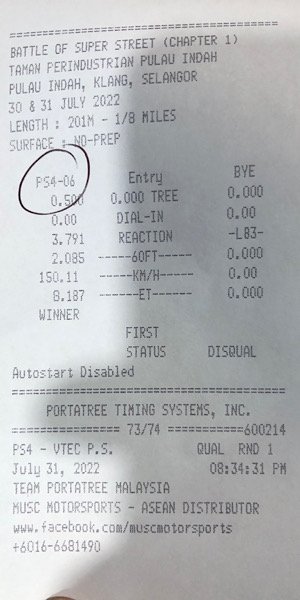 ================================
BATTLE OF SUPER STREET (CHAPTER 1)
TAMAN PERINDUSTRIAN PULAU INDAH
PULAU INDAH, KLANG, SELANGOR
30 & 31 JULY 2022
LENGTH : 201M - 1/8 MILES
SURFACE : NO-PREP
================================
PS4-06 Entry BYE
0.500 0.000 TREE 0.000
0.00 DIAL-IN 0.00
3.791 REACTION -L83-
2.085 ------60FT----- 0.000
150.11 -----KM/H----- 0.00
8.187 ------ET------ 0.000
WINNER
FIRST
STATUS DISQUAL
Autostart Disabled
================================
PORTATREE TIMING SYSTEMS, INC.
================ 73/74 ===========600214
PS4 - VTEC P.S. QUAL RND 1
July 31, 2022 08:34:31 PM
TEAM PORTATREE MALAYSIA
MUSC MOTORSPORTS - ASEAN DISTRIBUTOR
www.facebook.com/muscmotorsports
+6016-6681490